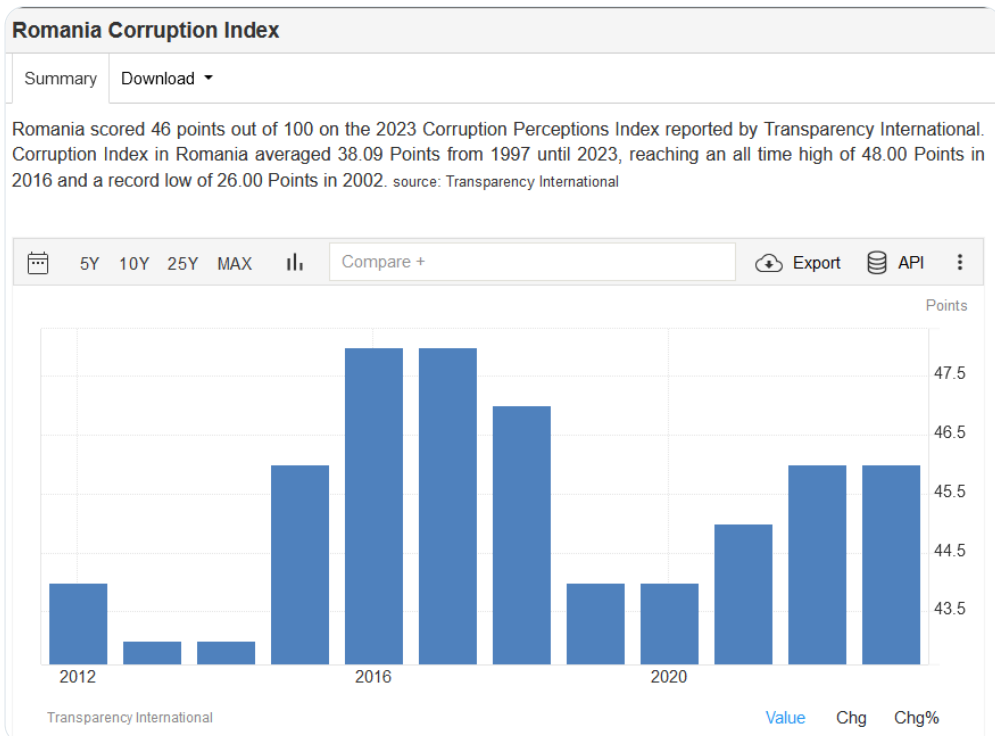 Romania Corruption Index
Summary Download
Romania scored 46 points out of 100 on the 2023 Corruption Perceptions Index reported by Transparency International.
Corruption Index in Romania averaged 38.09 Points from 1997 until 2023, reaching an all time high of 48.00 Points in
2016 and a record low of 26.00 Points in 2002. source: Transparency International
5Y 10Y 25Y MAX Compare + Export API
Points
47.5
46.5
45.5
44.5
43.5
2012 2016 2020
Transparency International Value Chg Chg%